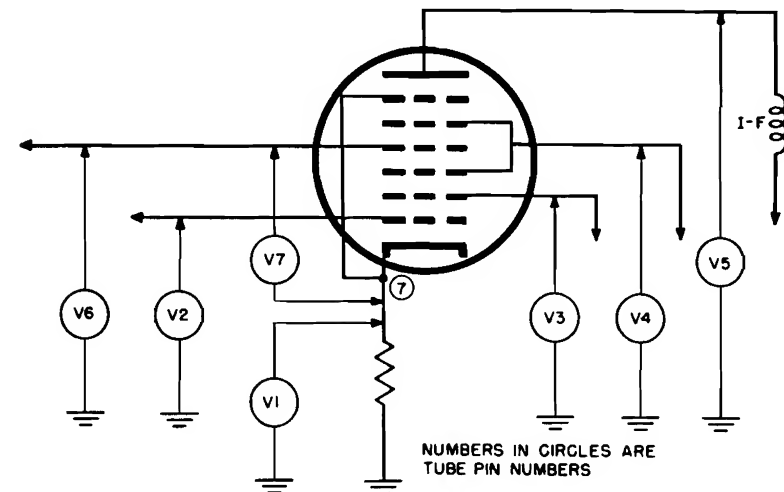 I-F
V7
V5
7
V6
V2
V3
V4
V1
NUMBERS IN CIRCLES ARE
TUBE PIN NUMBERS